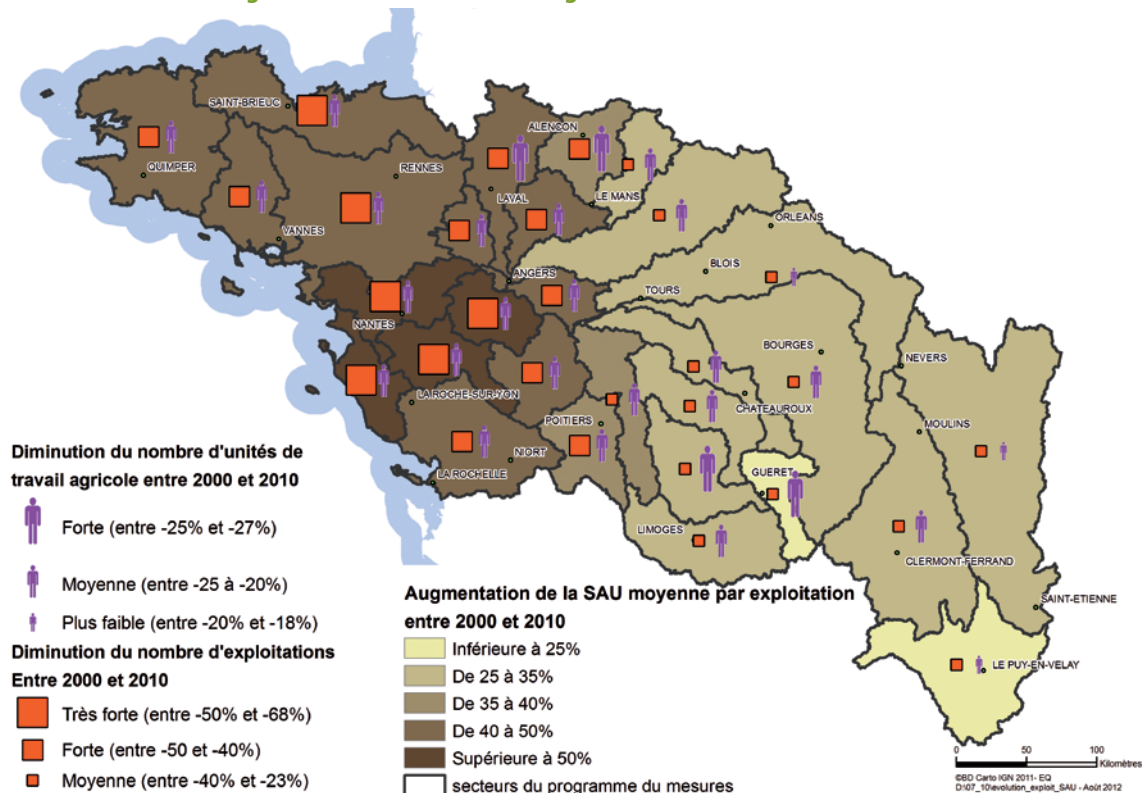 SAINT-BRIEUC
ALENÇON
QUIMPER
RENNES
LAVAL
LE MANS
ORLEANS
VANNES
ANGERS
BLOIS
TOURS
NANTES
BOURGES
NEVERS
LA ROCHE-SUR-YON
CHATEAUROUX
POITIERS
MOULINS
NIORT
GUERET
LA ROCHELLE
LIMOGES
CLERMONT-FERRAND
SAINT-ETIENNE
LE PUY-EN-VELAY
Diminution du nombre d'unités de
travail agricole entre 2000 et 2010
Forte (entre -25% et -27%)
Moyenne (entre -25 à -20%)
Plus faible (entre -20% et -18%)
Diminution du nombre d'exploitations
Entre 2000 et 2010
Très forte (entre -50% et -68%)
Forte (entre -50 et -40%)
Moyenne (entre -40% et -23%)
Augmentation de la SAU moyenne par exploitation
entre 2000 et 2010
Inférieure à 25%
De 25 à 35%
De 35 à 40%
De 40 à 50%
Supérieure à 50%
secteurs du programme du mesures
0 50 100
Kilomètres
©BD Carto IGN 2011- EQ
D:\07_10\evolution_exploit_SAU - Août 2012